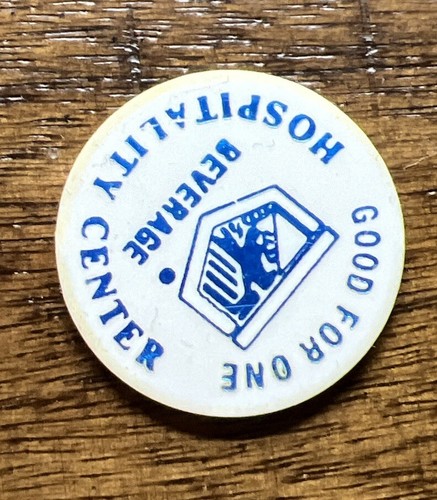 HOSPITALITY CENTER
GOOD FOR ONE
BEVERAGE